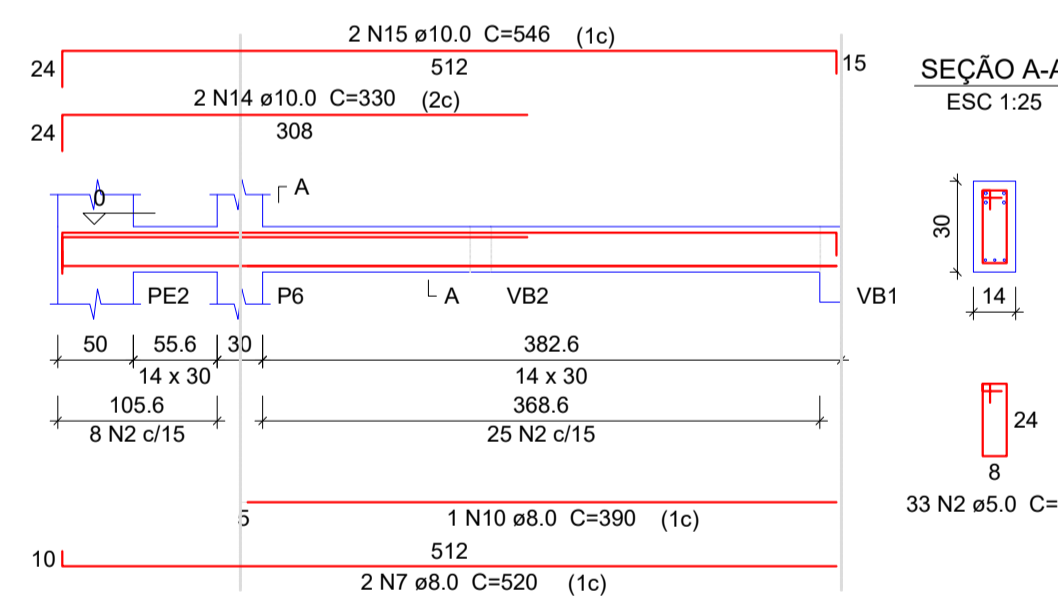 2 N15 ø10.0 C=546 (1c)
24
512
15
2 N14 ø10.0 C=330 (2c)
24
308
SEÇÃO A-A
ESC 1:25
0
A
30
14
PE2
P6
A
VB2
VB1
50
55.6
30
382.6
14 x 30
14 x 30
105.6
368.6
8 N2 c/15
25 N2 c/15
24
8
33 N2 ø5.0 C=
1 N10 ø8.0 C=390 (1c)
10
512
2 N7 ø8.0 C=520 (1c)